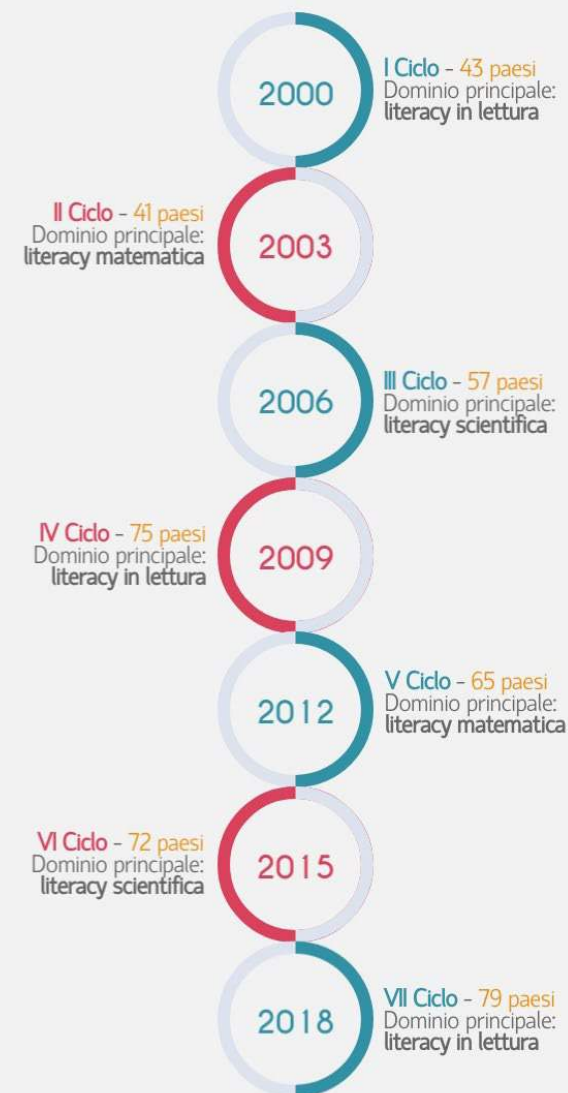 2000
I Ciclo - 43 paesi
Dominio principale:
literacy in lettura
II Ciclo - 41 paesi
Dominio principale:
literacy matematica
2003
2006
III Ciclo - 57 paesi
Dominio principale:
literacy scientifica
IV Ciclo - 75 paesi
Dominio principale:
literacy in lettura
2009
2012
V Ciclo - 65 paesi
Dominio principale:
literacy matematica
VI Ciclo - 72 paesi
Dominio principale:
literacy scientifica
2015
2018
VII Ciclo - 79 paesi
Dominio principale:
literacy in lettura